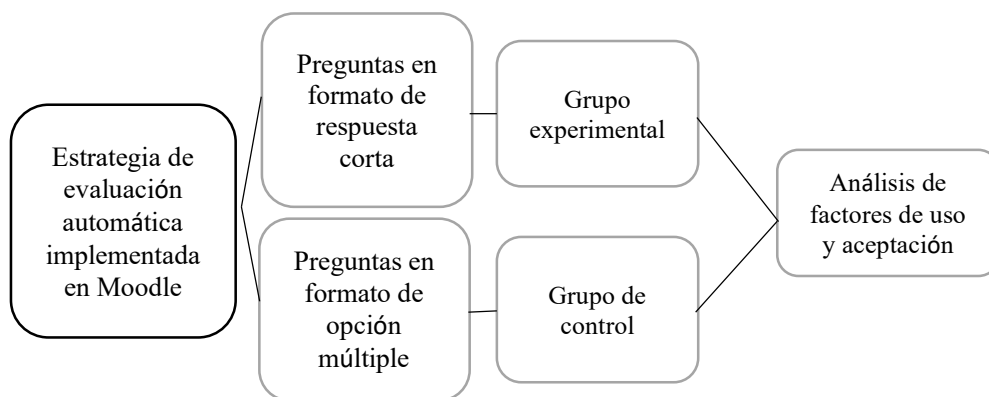 Estrategia de
evaluación
automática
implementada
en Moodle
Preguntas en
formato de
respuesta
corta
Grupo
experimental
Preguntas en
formato de
opción
múltiple
Grupo de
control
Análisis de
factores de uso
y aceptación